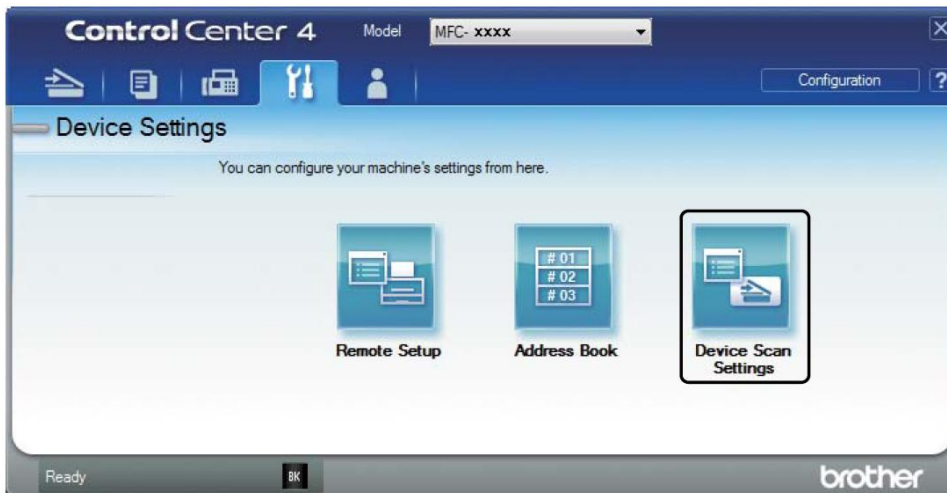 Control Center 4
Model
MFC- xxxx
Configuration
?
Device Settings
You can configure your machine's settings from here.
# 01
# 02
# 03
Remote Setup
Address Book
Device Scan
Settings
Ready
BK
brother